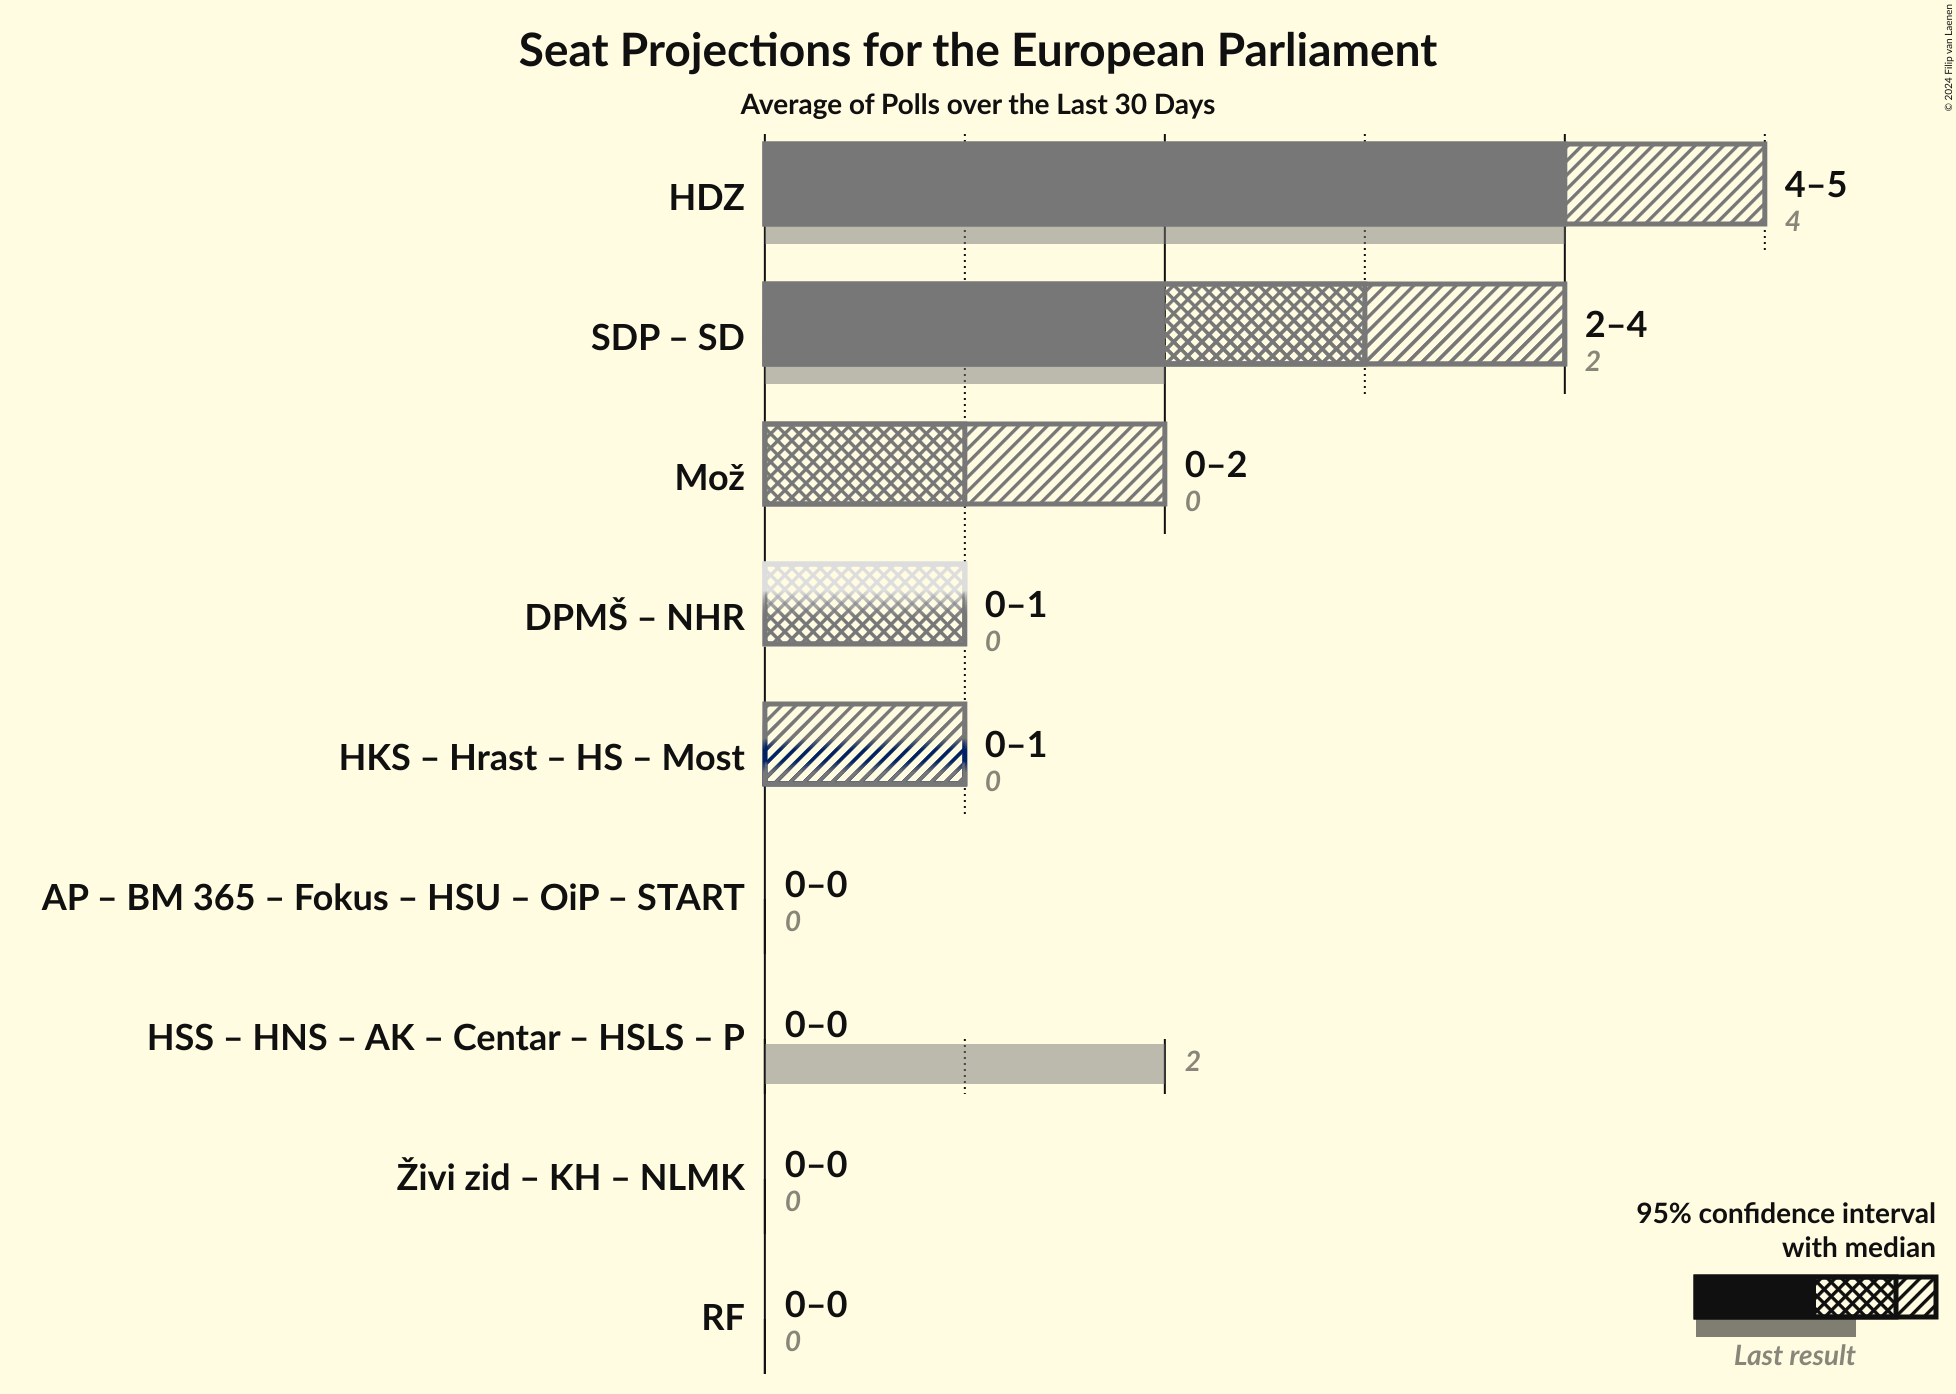 Seat Projections for the European Parliament
Average of Polls over the Last 30 Days
© 2024 Filip van Laenen
HDZ
4–5
4
SDP – SD
2–4
2
Mož
0–2
0
DPMŠ – NHR
0–1
0
HKS – Hrast – HS – Most
0–1
0
AP – BM 365 – Fokus – HSU – OiP – START
0–0
0
HSS – HNS – AK – Centar – HSLS – P
0–0
2
Živi zid – KH – NLMK
0–0
0
RF
0–0
0
95% confidence interval
with median
Last result